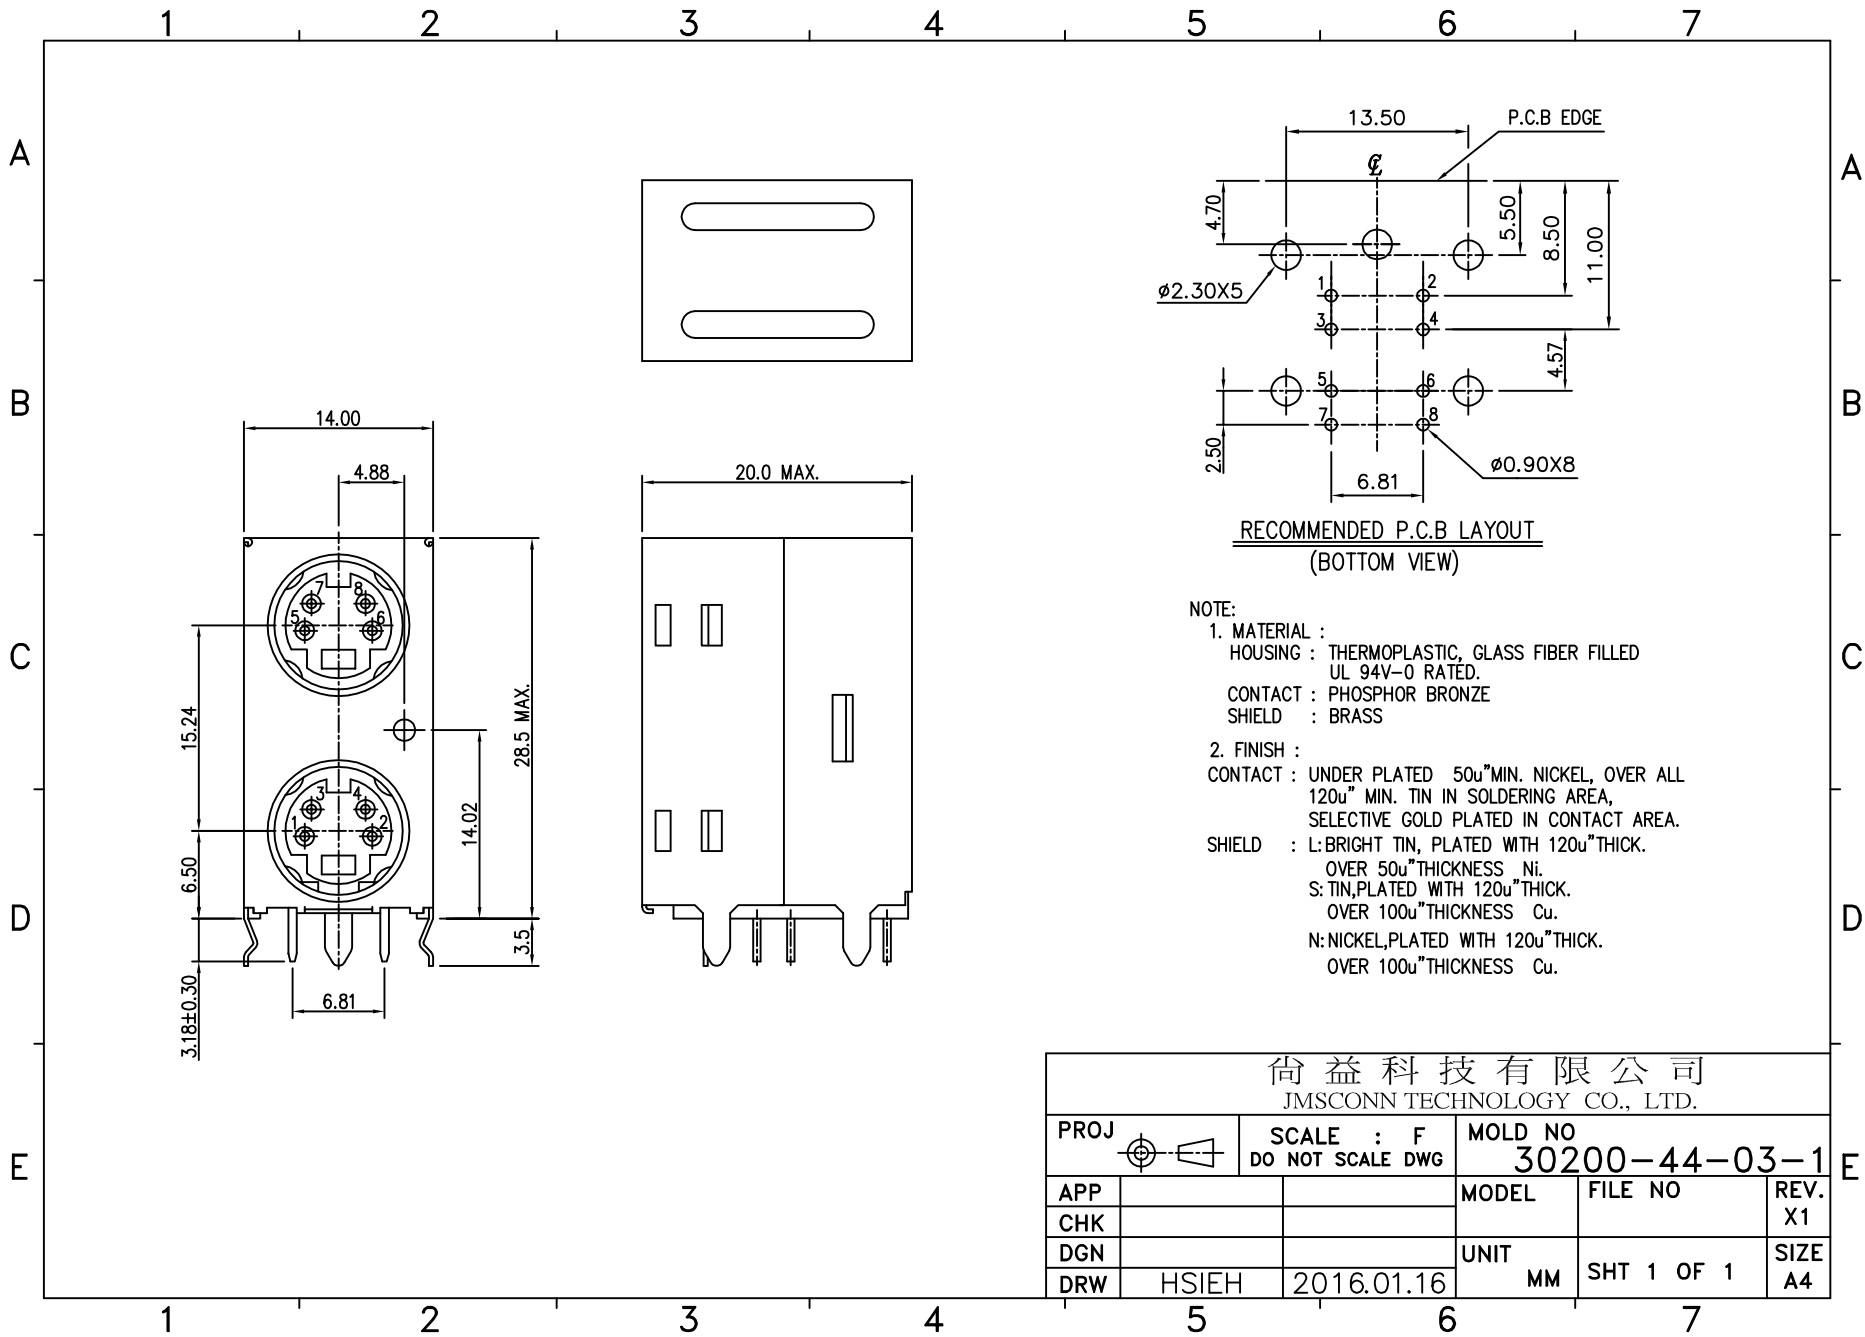 1 2 3 4 5 6 7
A A
B B
C C
D D
E E
13.50
P.C.B EDGE
℄
4.70
5.50
8.50
11.00
ø2.30X5
1 2
3 4
4.57
5 6
7 8
2.50
ø0.90X8
6.81
RECOMMENDED P.C.B LAYOUT
(BOTTOM VIEW)
14.00
4.88
7 8
5 6
15.24
28.5 MAX.
3 4
1 2
14.02
6.50
3.5
3.18±0.30
6.81
20.0 MAX.
NOTE:
1. MATERIAL :
HOUSING : THERMOPLASTIC, GLASS FIBER FILLED
UL 94V-0 RATED.
CONTACT : PHOSPHOR BRONZE
SHIELD : BRASS
2. FINISH :
CONTACT : UNDER PLATED 50u"MIN. NICKEL, OVER ALL
120u" MIN. TIN IN SOLDERING AREA,
SELECTIVE GOLD PLATED IN CONTACT AREA.
SHIELD : L:BRIGHT TIN, PLATED WITH 120u"THICK.
OVER 50u"THICKNESS Ni.
S:TIN,PLATED WITH 120u"THICK.
OVER 100u"THICKNESS Cu.
N:NICKEL,PLATED WITH 120u"THICK.
OVER 100u"THICKNESS Cu.
尚益科技有限公司
JMSCONN TECHNOLOGY CO., LTD.
PROJ
SCALE : F
DO NOT SCALE DWG
MOLD NO
30200-44-03-1
APP
CHK
DGN
DRW HSIEH 2016.01.16
MODEL
FILE NO
REV.
X1
UNIT
MM
SHT 1 OF 1
SIZE
A4
1 2 3 4 5 6 7